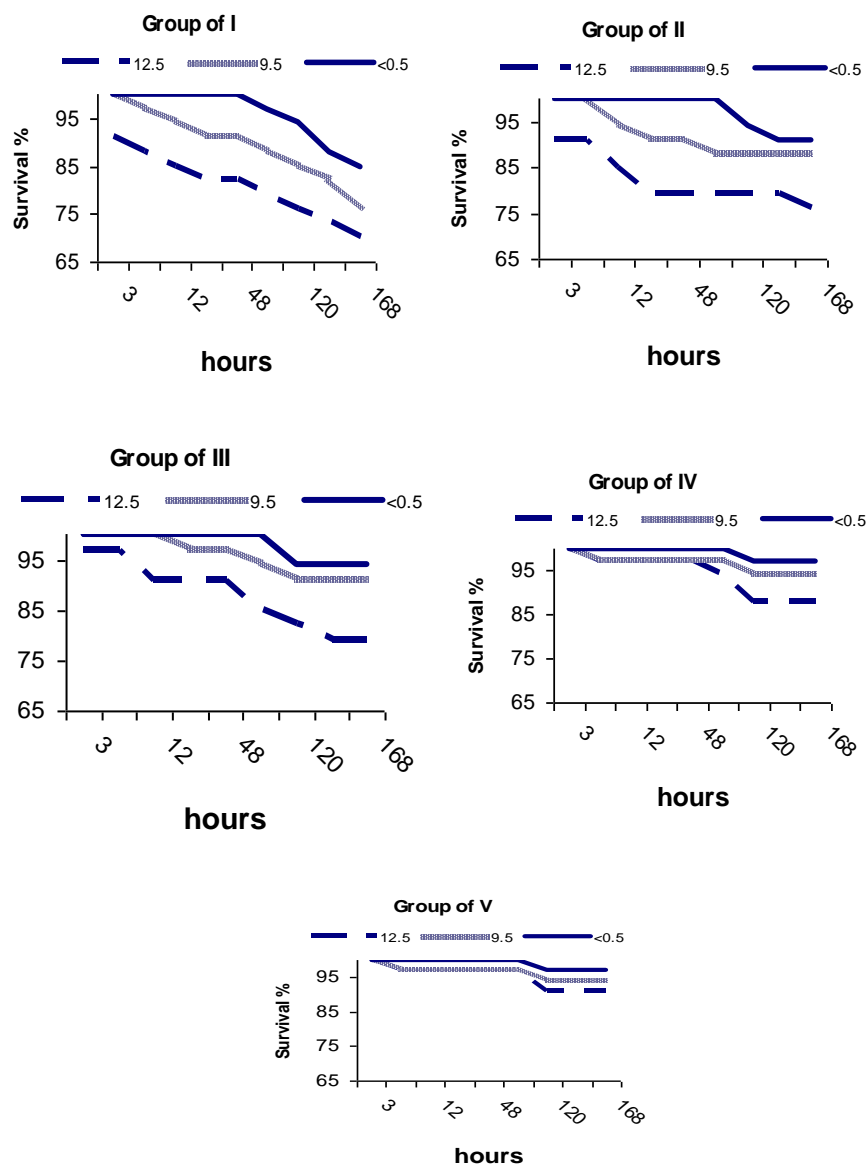 Group of I
12.5 9.5 <0.5
Survival %
95
85
75
65
3 12 48 120 168
hours
Group of II
12.5 9.5 <0.5
Survival %
95
85
75
65
3 12 48 120 168
hours
Group of III
12.5 9.5 <0.5
95
85
75
65
3 12 48 120 168
hours
Group of IV
12.5 9.5 <0.5
Survival %
95
85
75
65
3 12 48 120 168
hours
Group of V
12.5 9.5 <0.5
Survival %
95
85
75
65
3 12 48 120 168
hours